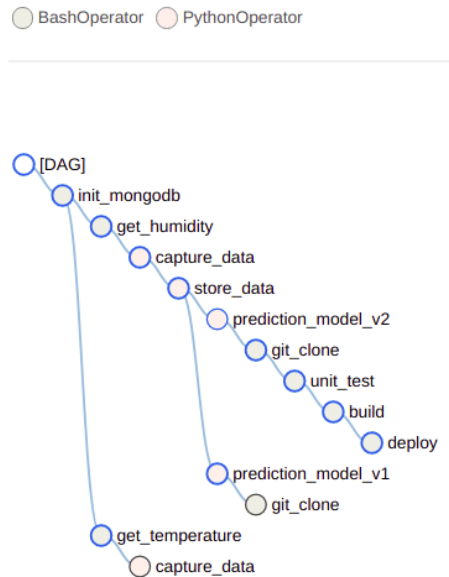 BashOperator PythonOperator
[DAG]
init_mongodb
get_humidity
capture_data
store_data
prediction_model_v2
git_clone
unit_test
build
deploy
prediction_model_v1
git_clone
get_temperature
capture_data